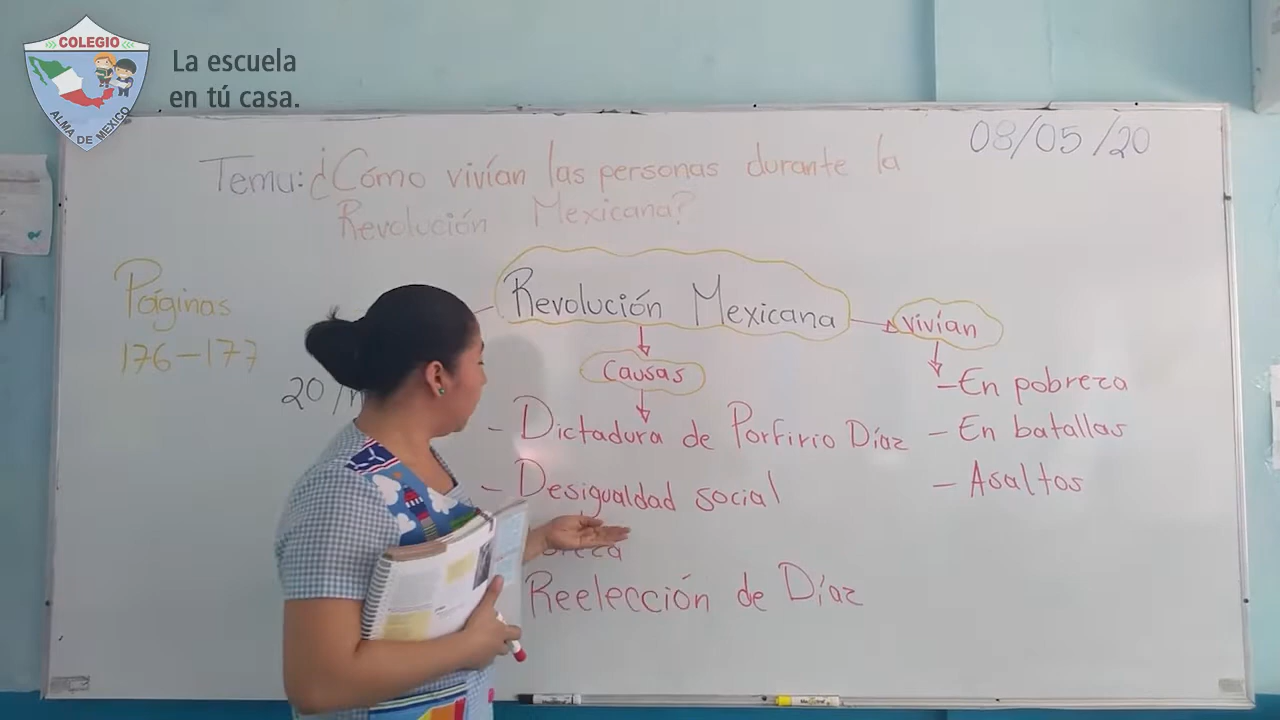 COLEGIO
ALMA DE MEXICO
La escuela
en tú casa.
08/05/20
Tema: ¿Cómo vivían las personas durante la
Revolución Mexicana?
Páginas
176-177
Revolución Mexicana
vivían
Causas
20/
- En pobreza
- Dictadura de Porfirio Díaz
- En batallas
- Desigualdad social
- Asaltos
Reelección de Díaz